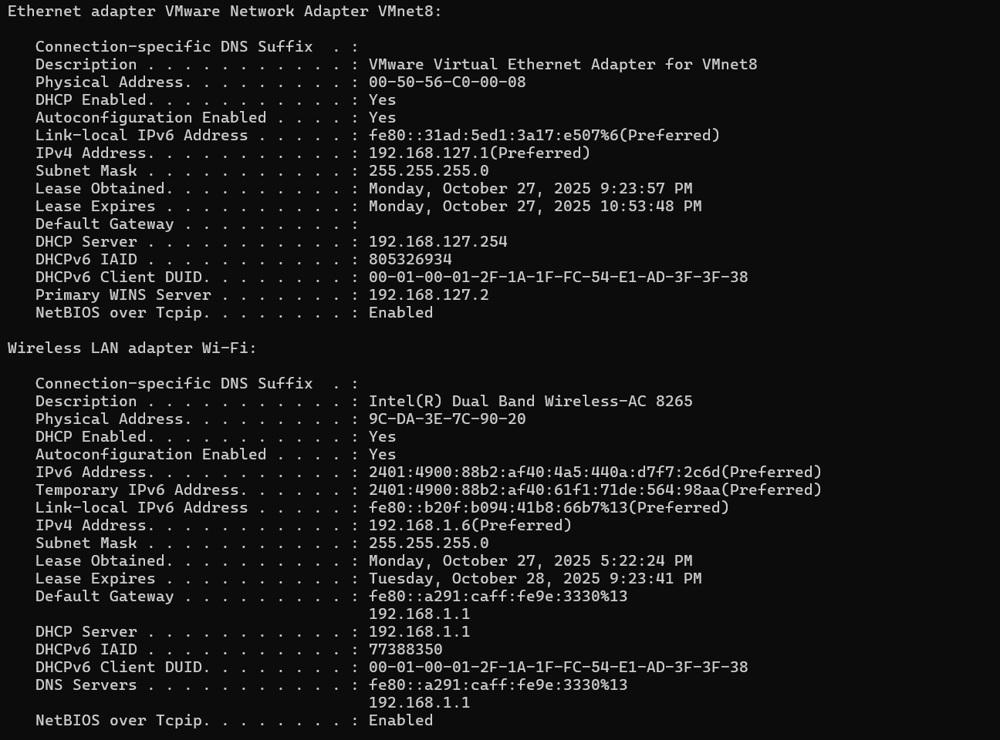 Ethernet adapter VMware Network Adapter VMnet8:

   Connection-specific DNS Suffix  . :
   Description . . . . . . . . . . . : VMware Virtual Ethernet Adapter for VMnet8
   Physical Address. . . . . . . . . : 00-50-56-C0-00-08
   DHCP Enabled. . . . . . . . . . . : Yes
   Autoconfiguration Enabled . . . . : Yes
   Link-local IPv6 Address . . . . . : fe80::31ad:5ed1:3a17:e507%6(Preferred)
   IPv4 Address. . . . . . . . . . . : 192.168.127.1(Preferred)
   Subnet Mask . . . . . . . . . . . : 255.255.255.0
   Lease Obtained. . . . . . . . . . : Monday, October 27, 2025 9:23:57 PM
   Lease Expires . . . . . . . . . . : Monday, October 27, 2025 10:53:48 PM
   Default Gateway . . . . . . . . . :
   DHCP Server . . . . . . . . . . . : 192.168.127.254
   DHCPv6 IAID . . . . . . . . . . . : 805326934
   DHCPv6 Client DUID. . . . . . . . : 00-01-00-01-2F-1A-1F-FC-54-E1-AD-3F-3F-38
   Primary WINS Server . . . . . . . : 192.168.127.2
   NetBIOS over Tcpip. . . . . . . . : Enabled

Wireless LAN adapter Wi-Fi:

   Connection-specific DNS Suffix  . :
   Description . . . . . . . . . . . : Intel(R) Dual Band Wireless-AC 8265
   Physical Address. . . . . . . . . : 9C-DA-3E-7C-90-20
   DHCP Enabled. . . . . . . . . . . : Yes
   Autoconfiguration Enabled . . . . : Yes
   IPv6 Address. . . . . . . . . . . : 2401:4900:88b2:af40:4a5:440a:d7f7:2c6d(Preferred)
   Temporary IPv6 Address. . . . . . : 2401:4900:88b2:af40:61f1:71de:564:98aa(Preferred)
   Link-local IPv6 Address . . . . . : fe80::b20f:b094:41b8:66b7%13(Preferred)
   IPv4 Address. . . . . . . . . . . : 192.168.1.6(Preferred)
   Subnet Mask . . . . . . . . . . . : 255.255.255.0
   Lease Obtained. . . . . . . . . . : Monday, October 27, 2025 5:22:24 PM
   Lease Expires . . . . . . . . . . : Tuesday, October 28, 2025 9:23:41 PM
   Default Gateway . . . . . . . . . : fe80::a291:caff:fe9e:3330%13
                                       192.168.1.1
   DHCP Server . . . . . . . . . . . : 192.168.1.1
   DHCPv6 IAID . . . . . . . . . . . : 77388350
   DHCPv6 Client DUID. . . . . . . . : 00-01-00-01-2F-1A-1F-FC-54-E1-AD-3F-3F-38
   DNS Servers . . . . . . . . . . . : fe80::a291:caff:fe9e:3330%13
                                       192.168.1.1
   NetBIOS over Tcpip. . . . . . . . : Enabled